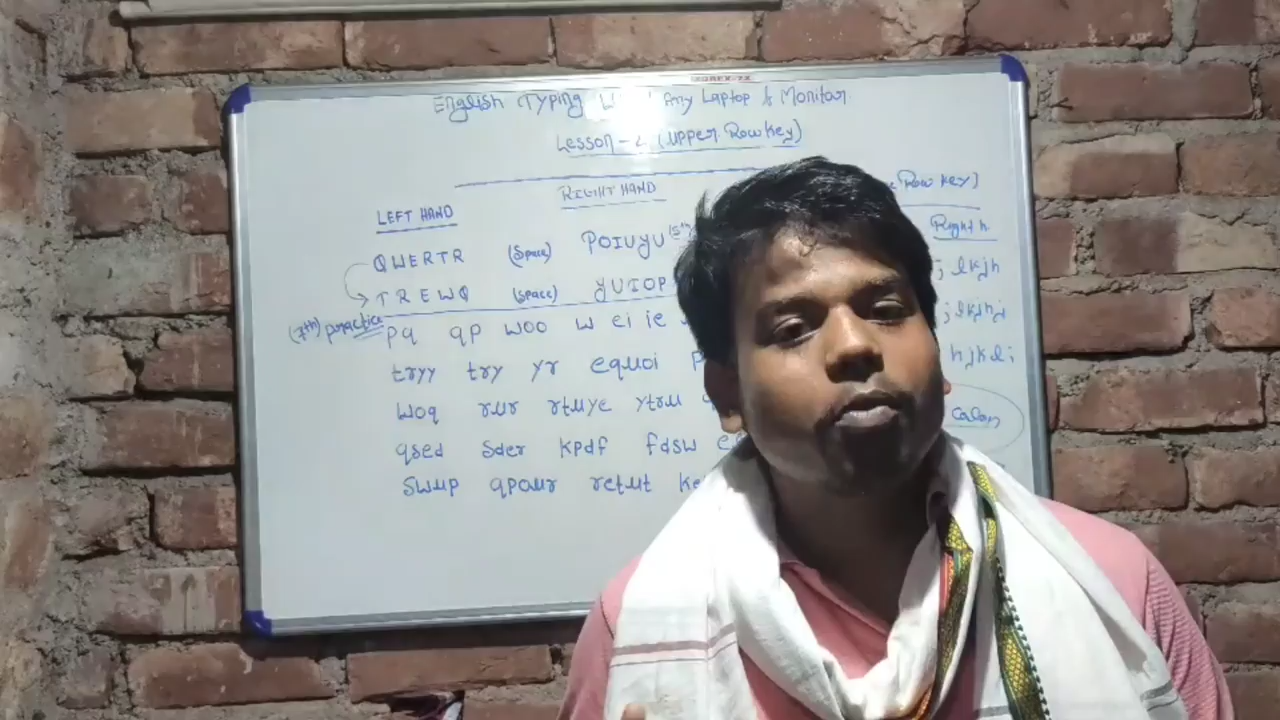 English Typing Any Laptop & Monitor
Lesson - 2 (Upper Row Key)
RIGHT HAND
Row Key)
LEFT HAND
Right h
QWERTR (Space) POIUYU
; lkjh
TREWQ (space) YUIOP
(7th) practice pq qp woo w ei ie
; lkjhj
tryy try yr equoi p
hjkl;
woq rur rtuye ytru
qsed sder kpdf fdsw
swup qpour retut ke